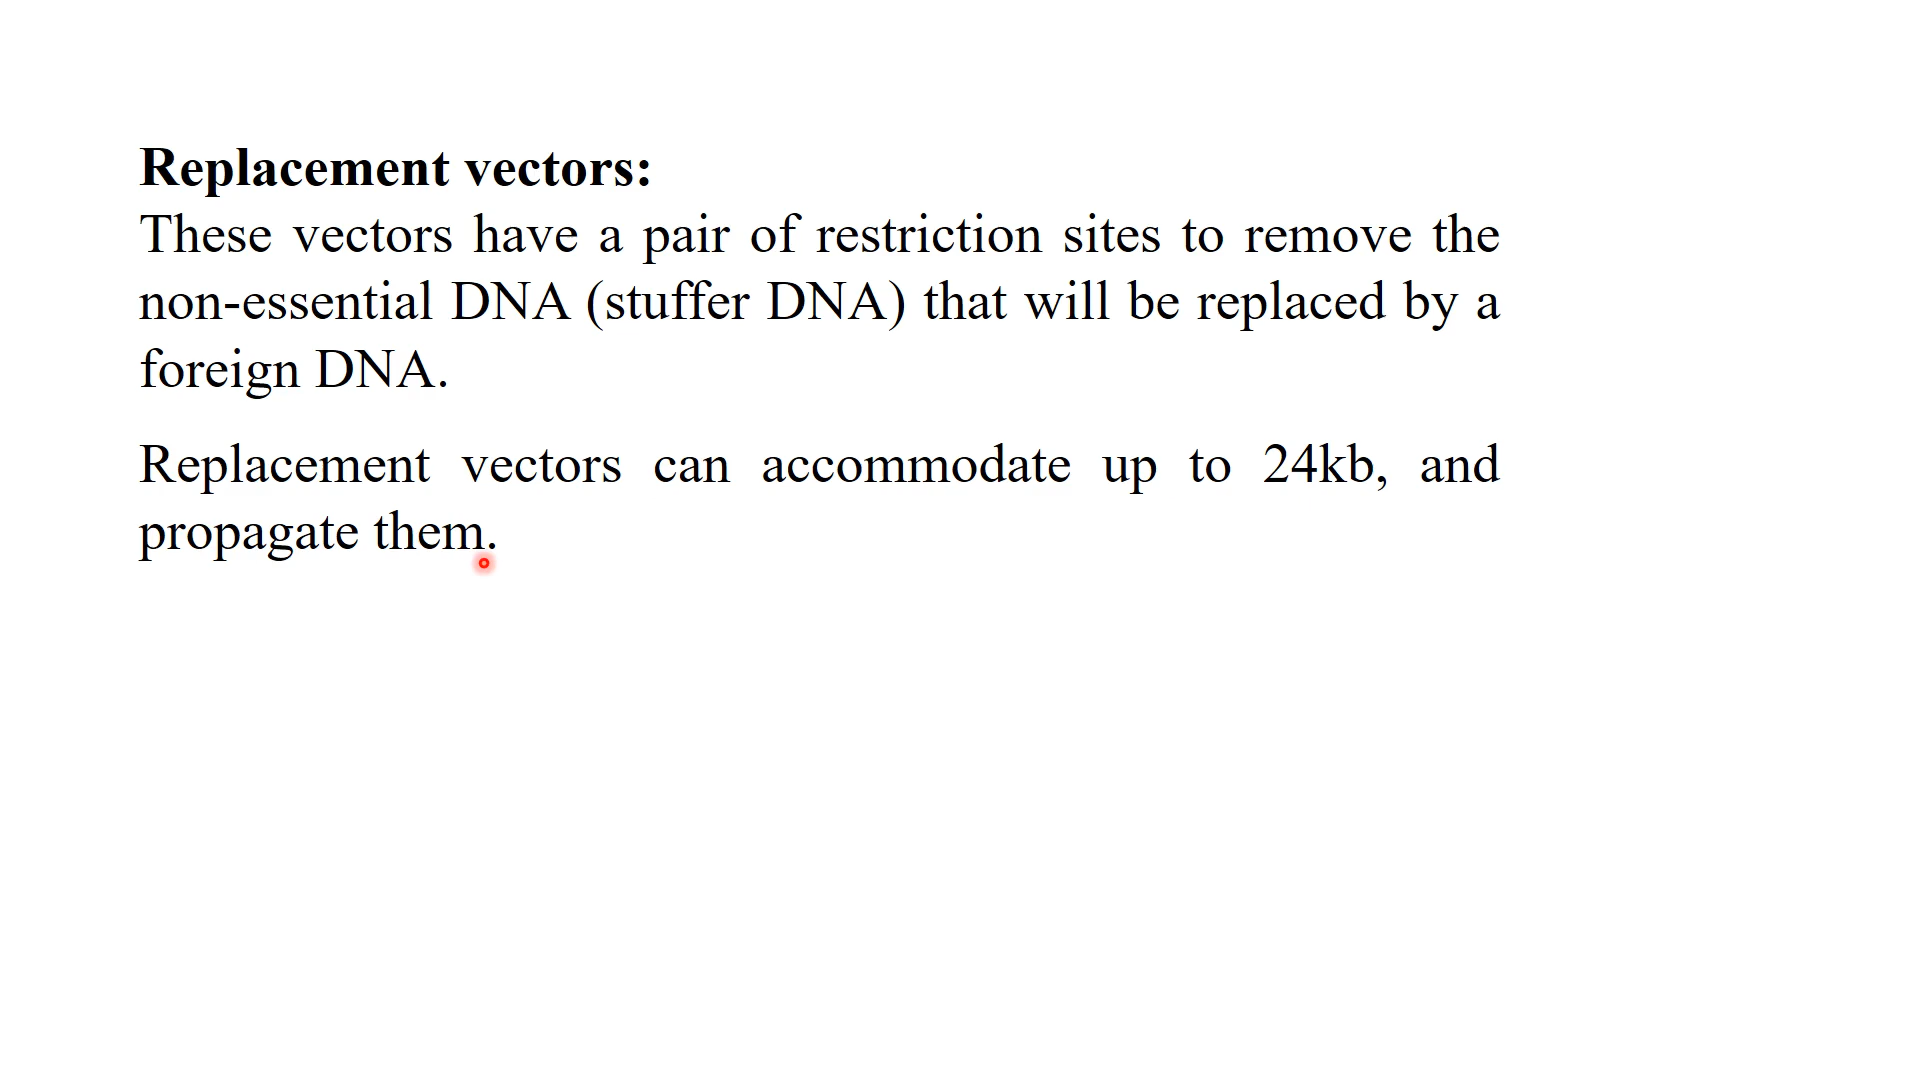 Replacement vectors:
These vectors have a pair of restriction sites to remove the
non-essential DNA (stuffer DNA) that will be replaced by a
foreign DNA.
Replacement vectors can accommodate up to 24kb, and
propagate them.